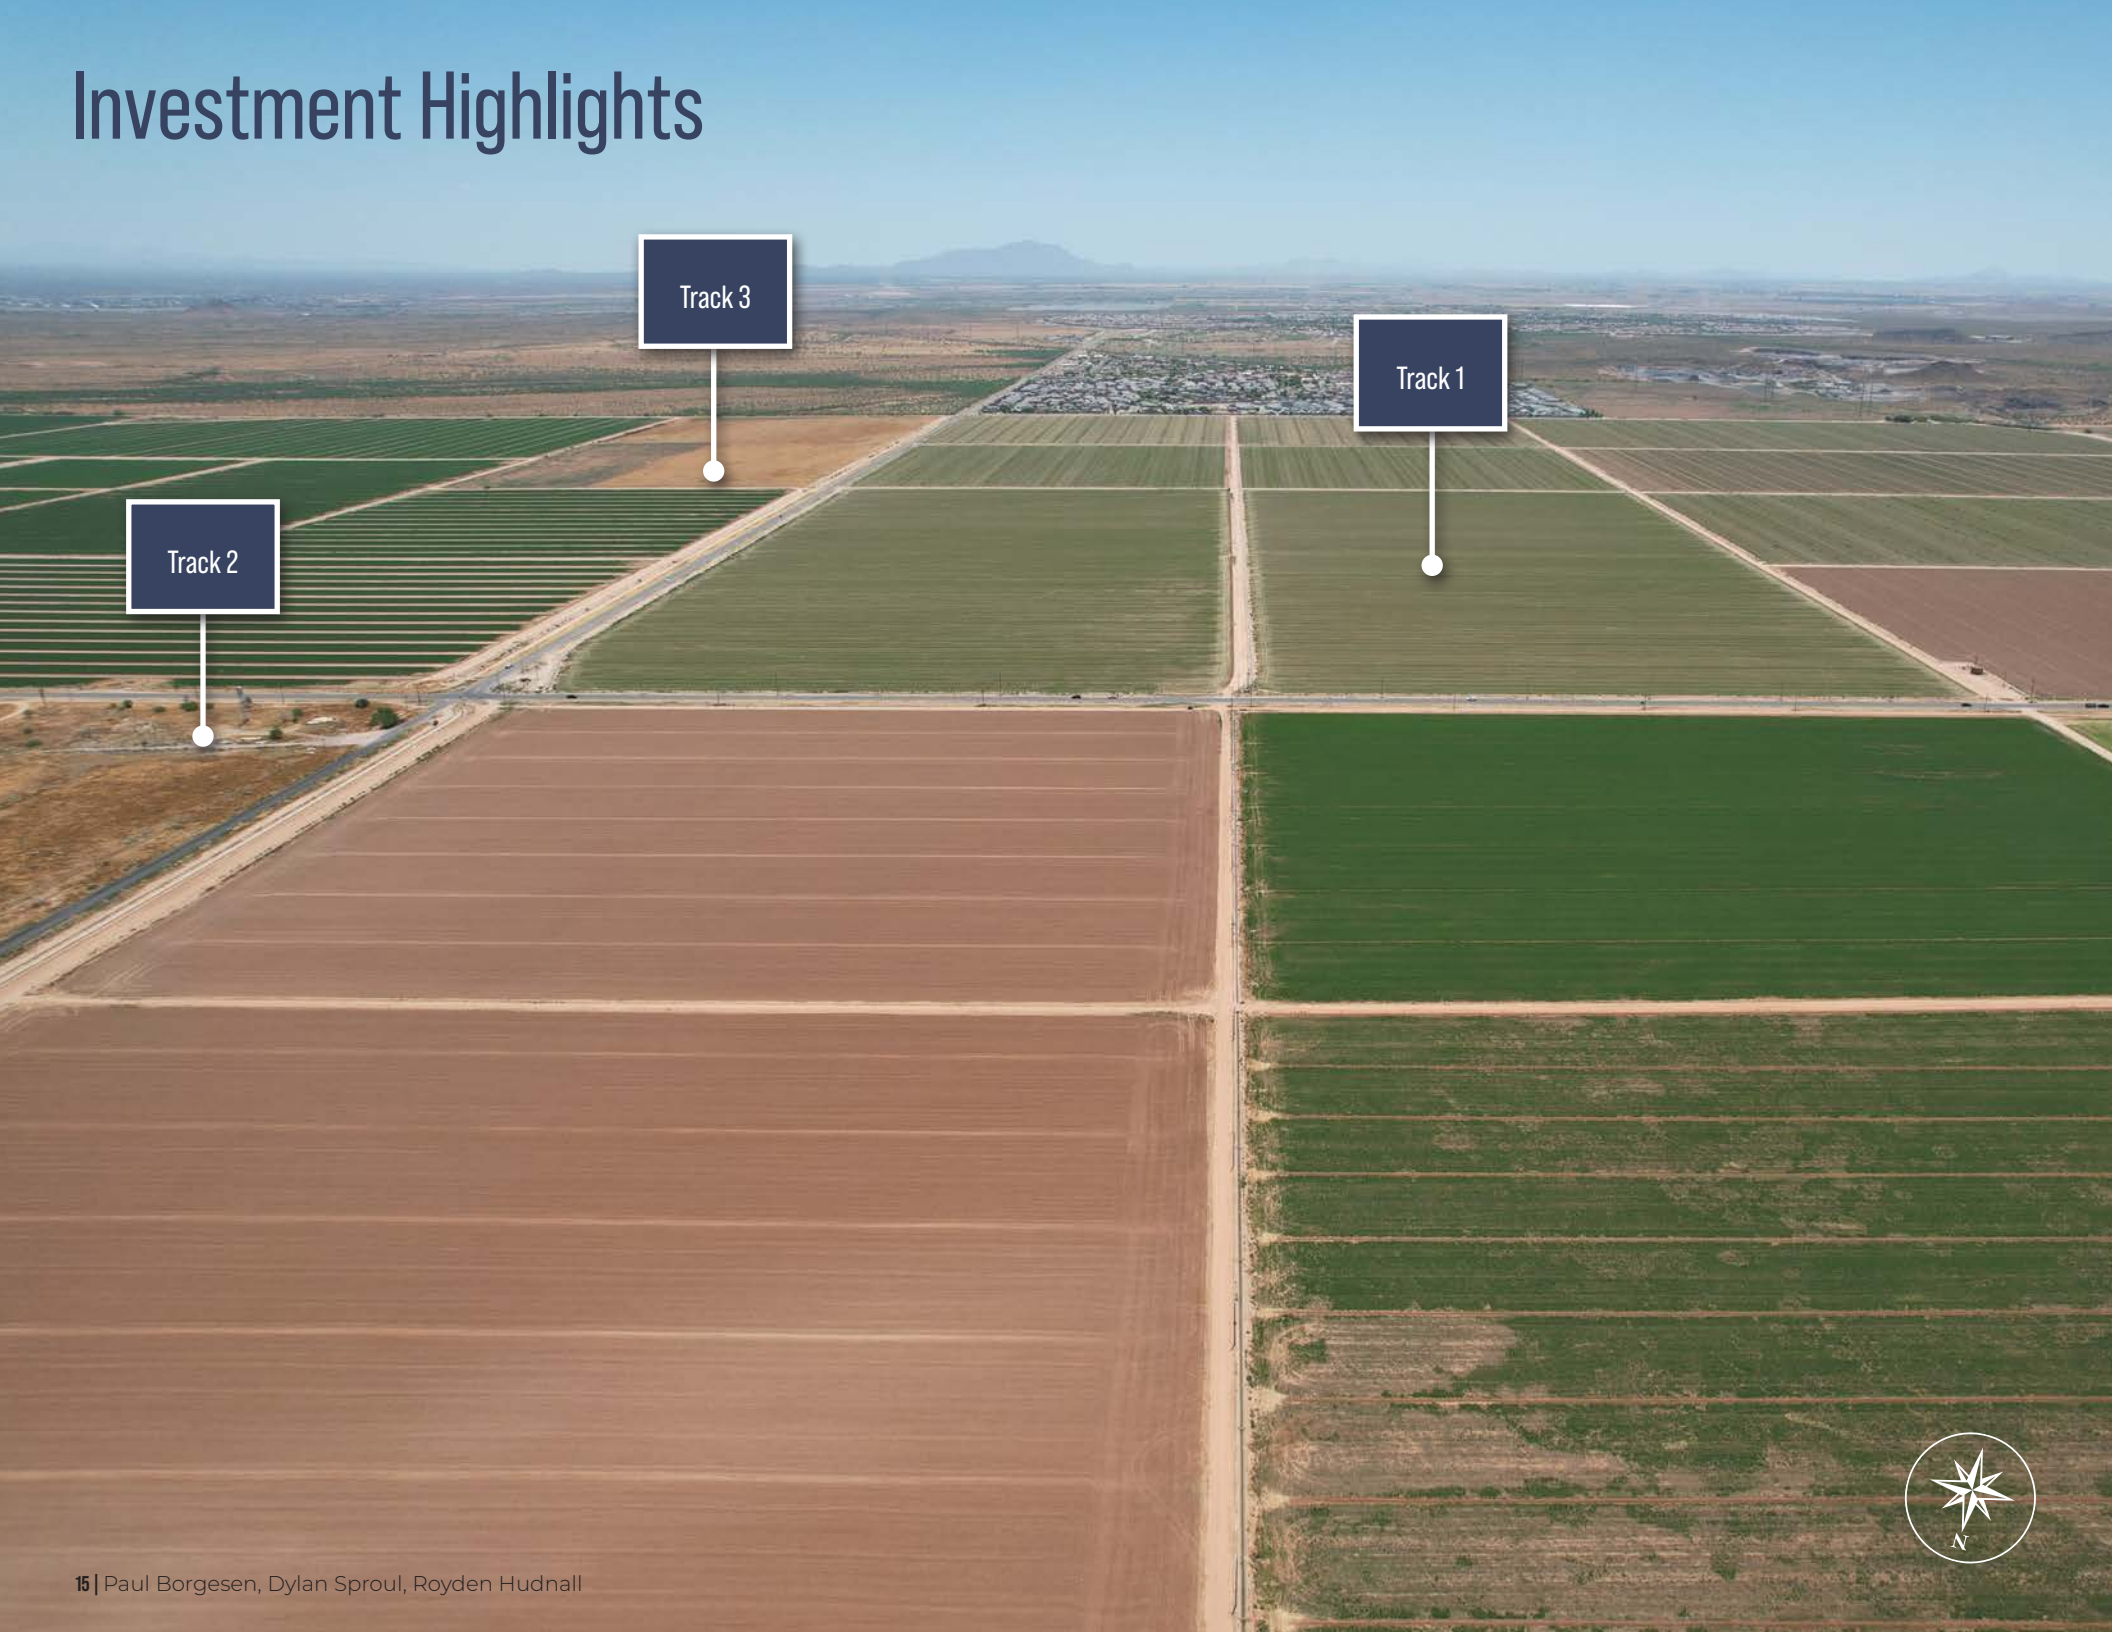 Investment Highlights
Track 3
Track 1
Track 2
N
15 | Paul Borgesen, Dylan Sproul, Royden Hudnall